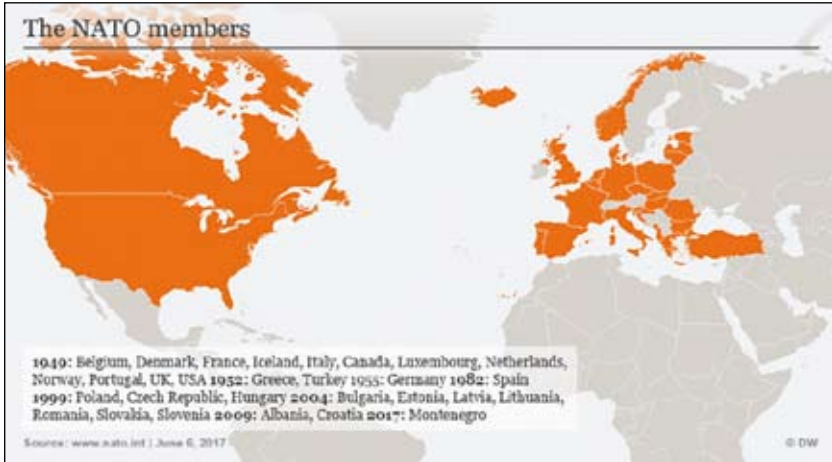 The NATO members
1949: Belgium, Denmark, France, Iceland, Italy, Canada, Luxembourg, Netherlands,
Norway, Portugal, UK, USA 1952: Greece, Turkey 1955: Germany 1982: Spain
1999: Poland, Czech Republic, Hungary 2004: Bulgaria, Estonia, Latvia, Lithuania,
Romania, Slovakia, Slovenia 2009: Albania, Croatia 2017: Montenegro
Source: www.nato.int | June 6, 2017
© DW